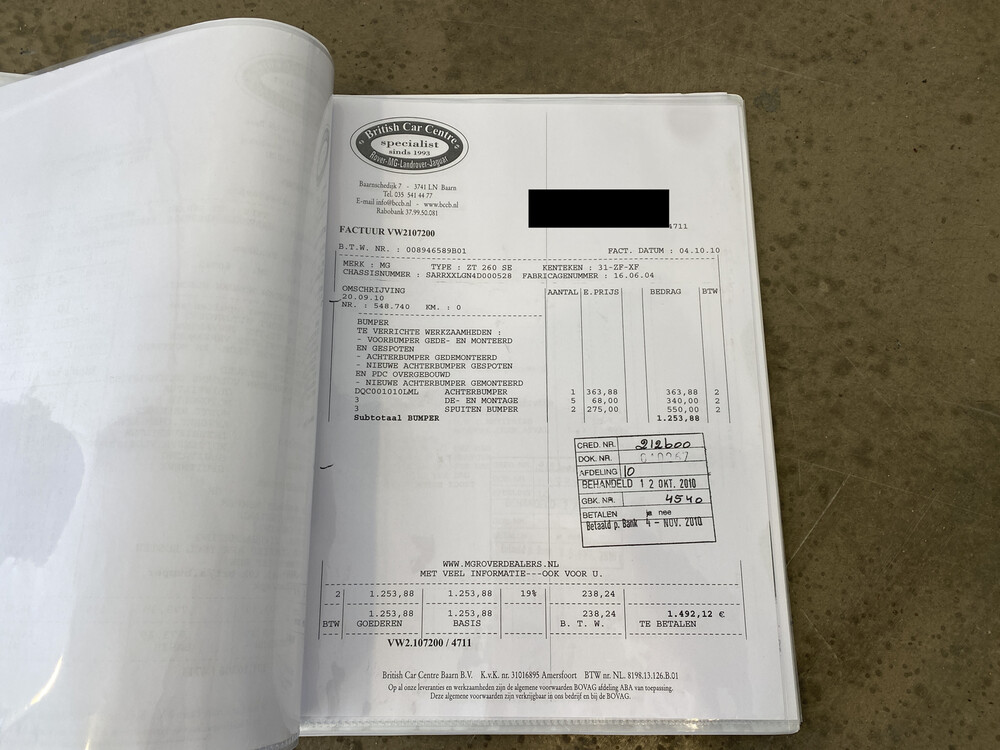 British Car Centre
specialist
sinds 1993
Rover-MG-Landrover-Jaguar
Baarnschedijk 7 - 3741 LN Baarn
Tel. 035 541 44 77
E-mail info@bccb.nl - www.bccb.nl
Rabobank 37.99.50.081
4711
FACTUUR VW2107200
B.T.W. NR. : 008946589B01 FACT. DATUM : 04.10.10
MERK : MG TYPE : ZT 260 SE KENTEKEN : 31-ZF-XF
CHASSISNUMMER : SARRXXLGN4D000528 FABRICAGENUMMER : 16.06.04
OMSCHRIJVING AANTAL E.PRIJS BEDRAG BTW
20.09.10
NR. : 548.740 KM. : 0
BUMPER
TE VERRICHTE WERKZAAMHEDEN :
- VOORBUMPER GEDE- EN MONTEERD
EN GESPOTEN
- ACHTERBUMPER GEDEMONTEERD
- NIEUWE ACHTERBUMPER GESPOTEN
EN PDC OVERGEBOUWD
- NIEUWE ACHTERBUMPER GEMONTEERD
DQC001010LML ACHTERBUMPER 1 363,88 363,88 2
3 DE- EN MONTAGE 5 68,00 340,00 2
3 SPUITEN BUMPER 2 275,00 550,00 2
Subtotaal BUMPER 1.253,88
CRED. NR. 212600
DOK. NR.
AFDELING 10
BEHANDELD 12 OKT. 2010
GBK. NR. 4540
BETALEN ja nee
Betaald p. Bank 4 - NOV. 2010
WWW.MGROVERDEALERS.NL
MET VEEL INFORMATIE---OOK VOOR U.
2 1.253,88 1.253,88 19% 238,24
1.253,88 1.253,88 238,24 1.492,12 €
BTW GOEDEREN BASIS B. T. W. TE BETALEN
VW2.107200 / 4711
British Car Centre Baarn B.V. K.v.K. nr. 31016895 Amersfoort BTW nr. NL. 8198.13.126.B.01
Op al onze leveranties en werkzaamheden zijn de algemene voorwaarden BOVAG afdeling ABA van toepassing.
Deze algemene voorwaarden zijn verkrijgbaar in ons bedrijf en bij de BOVAG.